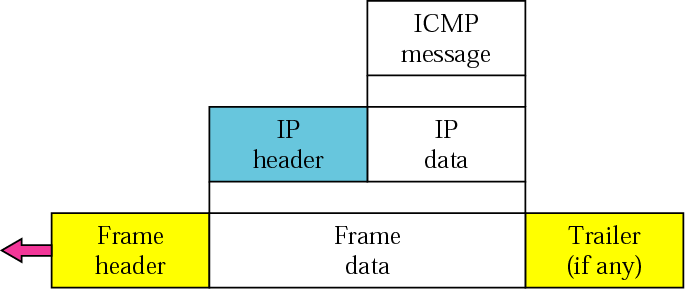 ICMP
message
IP
header
IP
data
Frame
header
Frame
data
Trailer
(if any)